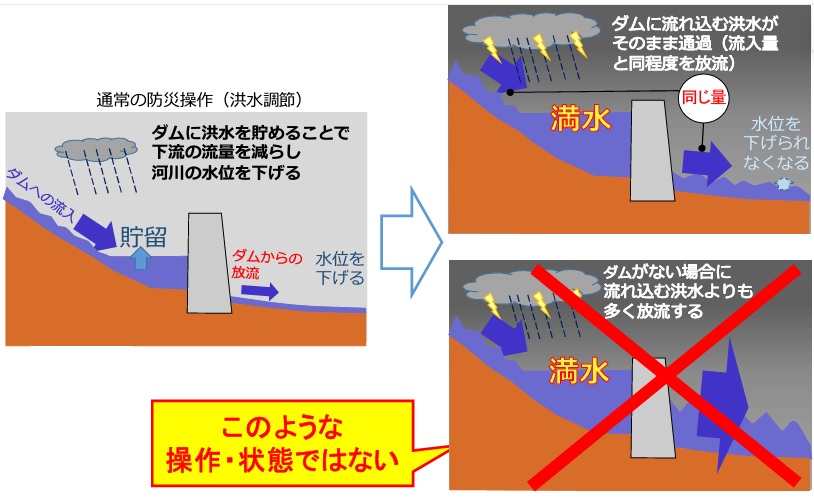 通常の防災操作（洪水調節）
ダムに洪水を貯めることで
下流の流量を減らし
河川の水位を下げる
ダムへの流入
貯留
ダムからの
放流
水位を
下げる
ダムに流れ込む洪水が
そのまま通過（流入量
と同程度を放流）
同じ量
満水
水位を
下げられ
なくなる
ダムがない場合に
流れ込む洪水よりも
多く放流する
満水
このような
操作・状態ではない